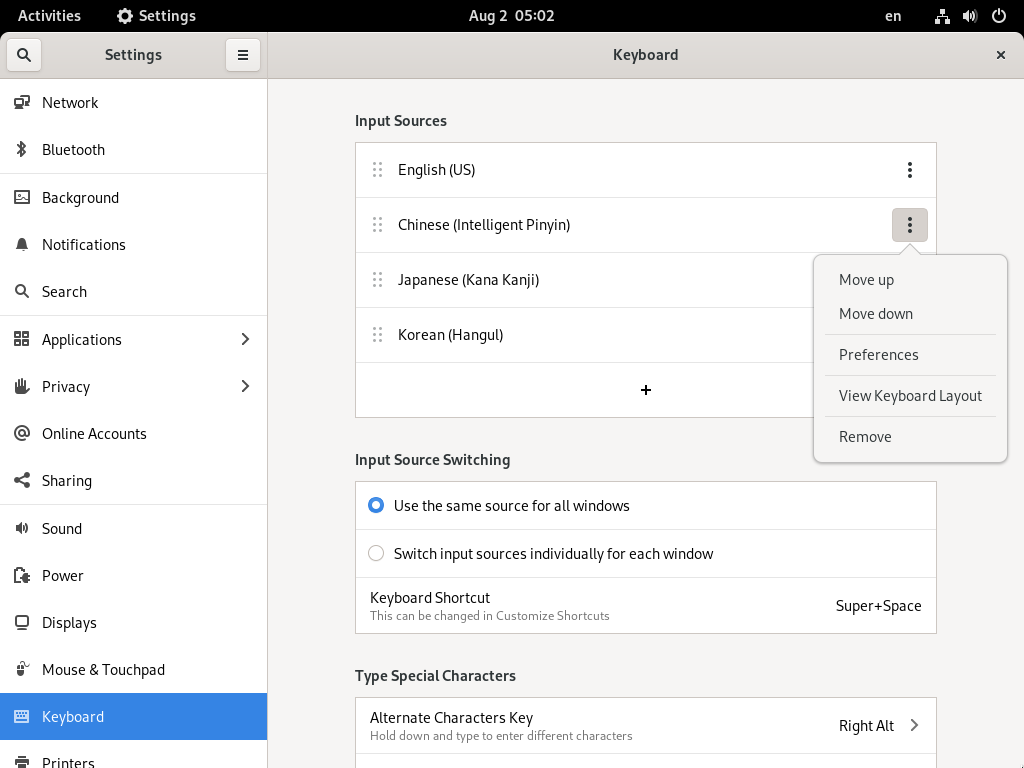 Activities Settings Aug 2 05:02 en
Settings Keyboard
Network
Bluetooth
Background
Notifications
Search
Applications
Privacy
Online Accounts
Sharing
Sound
Power
Displays
Mouse & Touchpad
Keyboard
Printers
Input Sources
English (US)
Chinese (Intelligent Pinyin)
Japanese (Kana Kanji)
Korean (Hangul)
Move up
Move down
Preferences
View Keyboard Layout
Remove
Input Source Switching
Use the same source for all windows
Switch input sources individually for each window
Keyboard Shortcut Super+Space
This can be changed in Customize Shortcuts
Type Special Characters
Alternate Characters Key Right Alt
Hold down and type to enter different characters